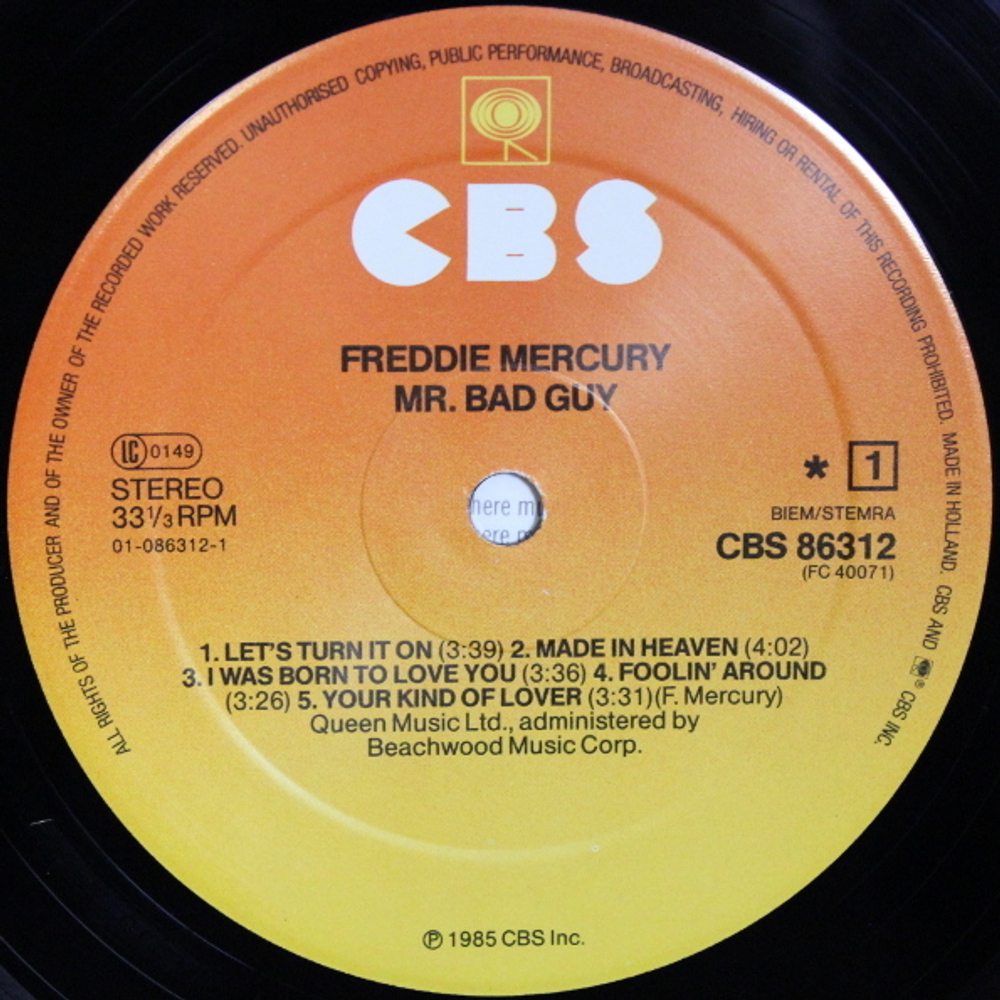 ALL RIGHTS OF THE PRODUCER AND OF THE OWNER OF THE RECORDED WORK RESERVED. UNAUTHORISED COPYING, PUBLIC PERFORMANCE, BROADCASTING, HIRING OR RENTAL OF THIS RECORDING PROHIBITED. MADE IN HOLLAND. CBS AND ® CBS INC.
CBS
FREDDIE MERCURY
MR. BAD GUY
LC 0149
STEREO
33 1/3 RPM
01-086312-1
* 1
BIEM/STEMRA
CBS 86312
(FC 40071)
here
1. LET'S TURN IT ON (3:39) 2. MADE IN HEAVEN (4:02)
3. I WAS BORN TO LOVE YOU (3:36) 4. FOOLIN' AROUND
(3:26) 5. YOUR KIND OF LOVER (3:31)(F. Mercury)
Queen Music Ltd., administered by
Beachwood Music Corp.
℗ 1985 CBS Inc.